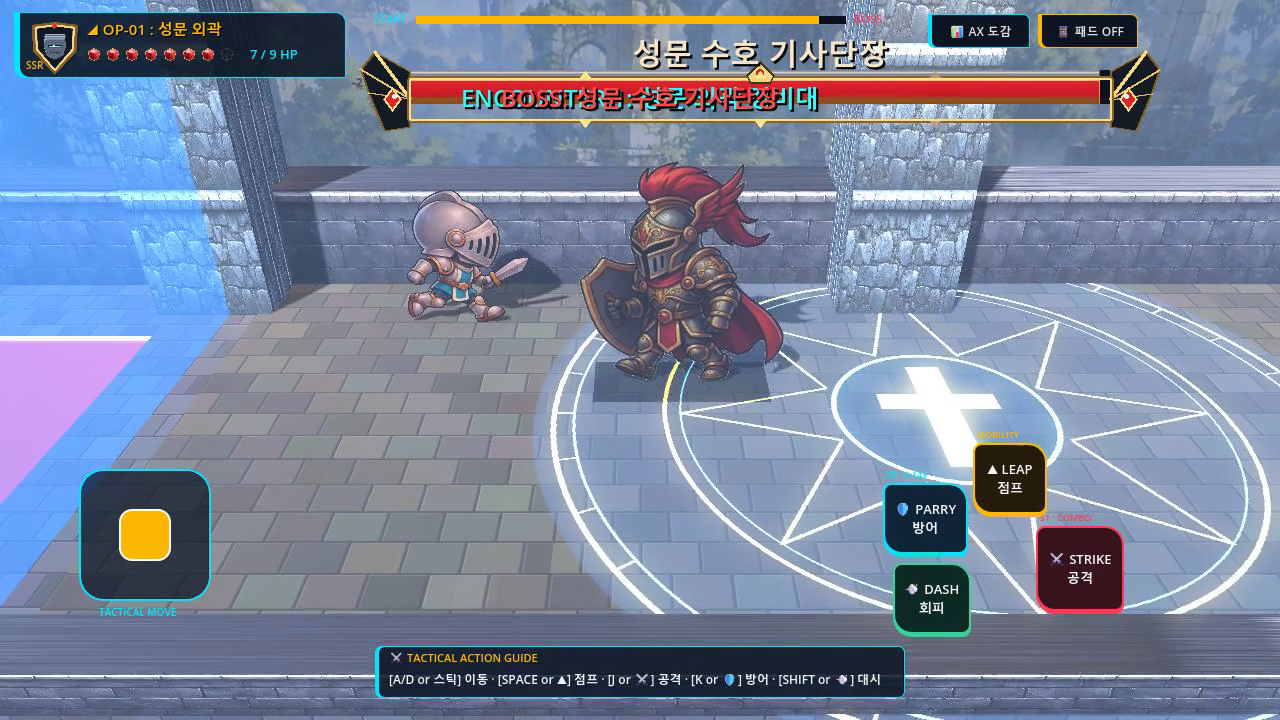 OP-01 : 성문 외곽
SSR
7 / 9 HP
START
BOSS
AX 도감
패드 OFF
성문 수호 기사단장
▲ LEAP
점프
PARRY
방어
STRIKE
공격
DASH
회피
MOBILITY
ST · COMBO
TACTICAL MOVE
TACTICAL ACTION GUIDE
[A/D or 스틱] 이동 · [SPACE or ▲] 점프 · [J or ⚔] 공격 · [K or 🛡] 방어 · [SHIFT or 💨] 대시